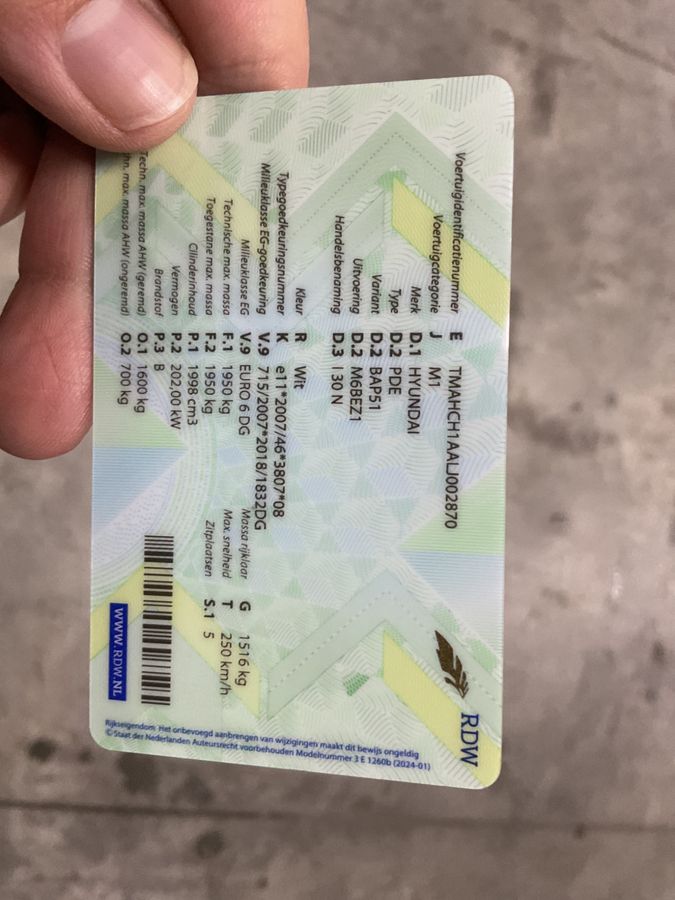 RDW
Voertuigidentificatienummer E TMAHCH1AALJ002870
Voertuigcategorie J M1
Merk D.1 HYUNDAI
Type D.2 PDE
Variant D.2 BAP51
Uitvoering D.2 M6BEZ1
Handelsbenaming D.3 I 30 N
Kleur R Wit
Typegoedkeuringsnummer K e11*2007/46*3807*08
Milieuklasse EG-goedkeuring V.9 715/2007*2018/1832DG
Milieuklasse EG V.9 EURO 6 DG Massa rijklaar G 1516 kg
Technische max. massa F.1 1950 kg Max. snelheid T 250 km/h
Toegestane max. massa F.2 1950 kg Zitplaatsen S.1 5
Cilinderinhoud P.1 1998 cm3
Vermogen P.2 202,00 kW
Brandstof P.3 B
Techn. max. massa AHW (geremd) O.1 1600 kg
max. massa AHW (ongeremd) O.2 700 kg
WWW.RDW.NL
Rijkseigendom: Het onbevoegd aanbrengen van wijzigingen maakt dit bewijs ongeldig
© Staat der Nederlanden Auteursrecht voorbehouden Modelnummer 3 E 1260b (2024-01)